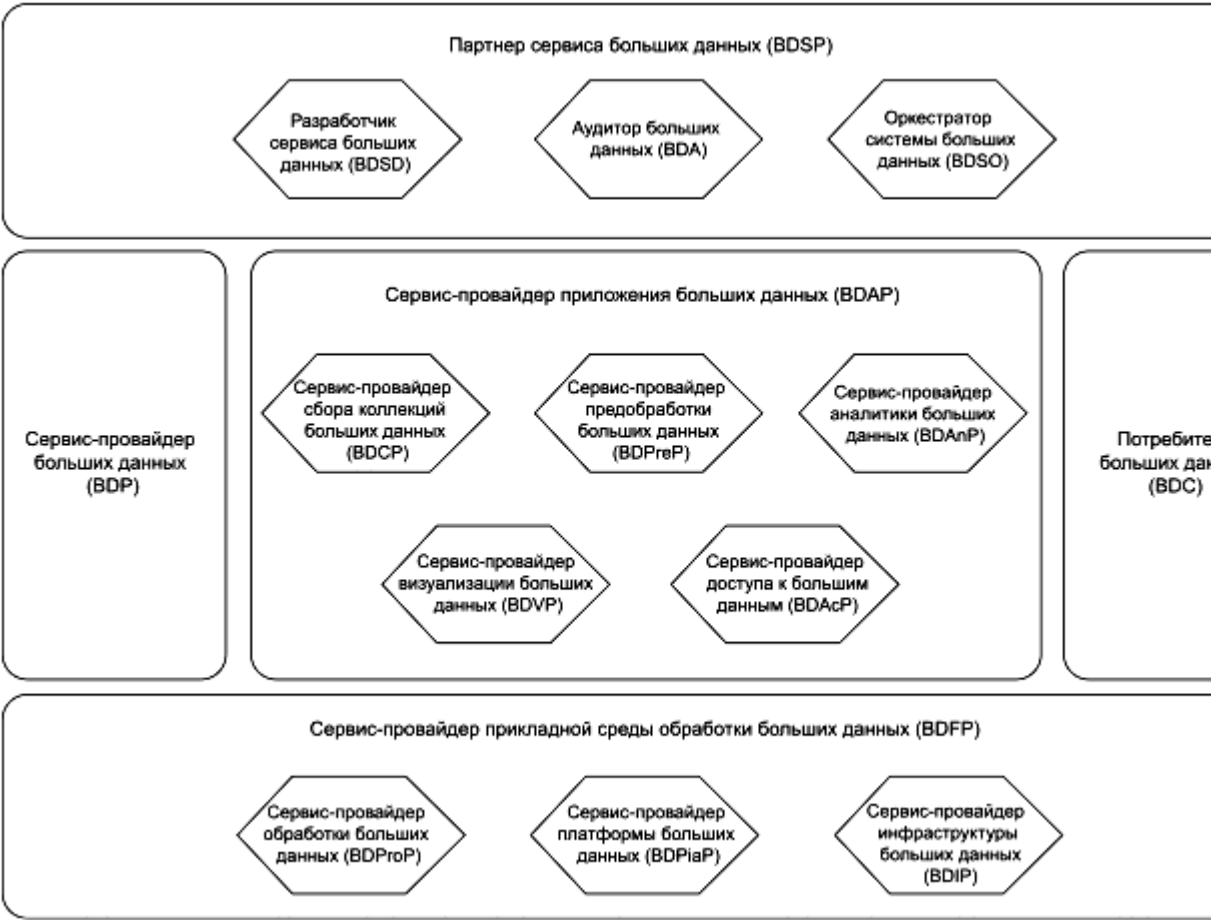 Партнер сервиса больших данных (BDSP)
Разработчик
сервиса больших
данных (BDSD)
Аудитор больших
данных (BDA)
Оркестратор
системы больших
данных (BDSO)
Сервис-провайдер
больших данных
(BDP)
Сервис-провайдер приложения больших данных (BDAP)
Сервис-провайдер
сбора коллекций
больших данных
(BDCP)
Сервис-провайдер
предобработки
больших данных
(BDPreP)
Сервис-провайдер
аналитики больших
данных (BDAnP)
Сервис-провайдер
визуализации больших
данных (BDVP)
Сервис-провайдер
доступа к большим
данным (BDAcP)
Потребите
больших дан
(BDC)
Сервис-провайдер прикладной среды обработки больших данных (BDFP)
Сервис-провайдер
обработки больших
данных (BDProP)
Сервис-провайдер
платформы больших
данных (BDPiaP)
Сервис-провайдер
инфраструктуры
больших данных
(BDIP)